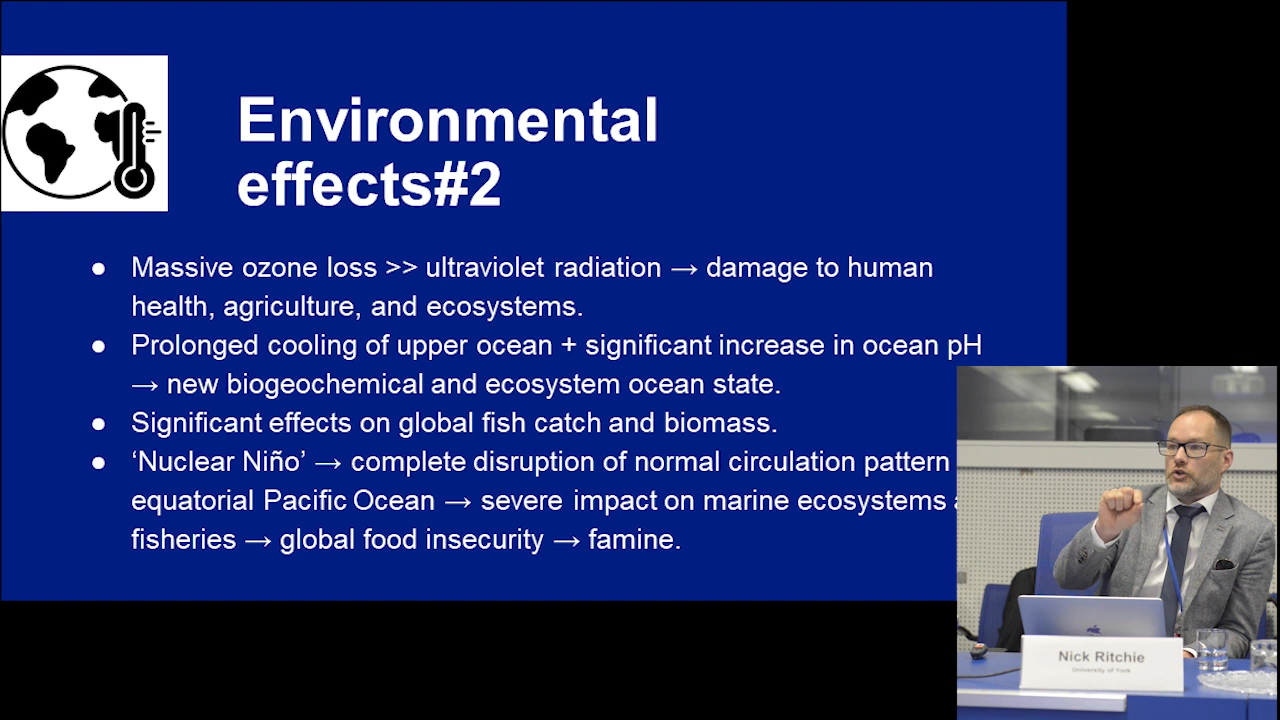 Environmental
effects#2
● Massive ozone loss >> ultraviolet radiation → damage to human
health, agriculture, and ecosystems.
● Prolonged cooling of upper ocean + significant increase in ocean pH
→ new biogeochemical and ecosystem ocean state.
● Significant effects on global fish catch and biomass.
● ‘Nuclear Niño’ → complete disruption of normal circulation pattern
equatorial Pacific Ocean → severe impact on marine ecosystems
fisheries → global food insecurity → famine.
Nick Ritchie
University of York